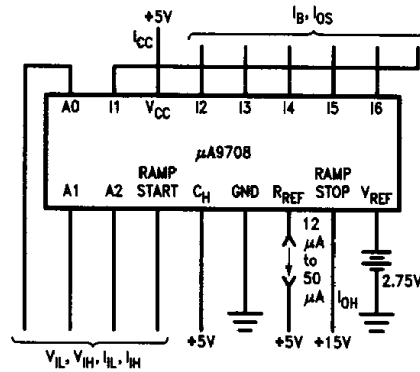 +5V
I_B, I_OS
I_CC
A0 I1 V_CC I2 I3 I4 I5 I6
μA9708
RAMP START RAMP STOP
A1 A2 C_H GND R_REF V_REF
12 μA to 50 μA
2.75V
I_OH
V_IL, V_IH, I_IL, I_IH
+5V +5V +15V